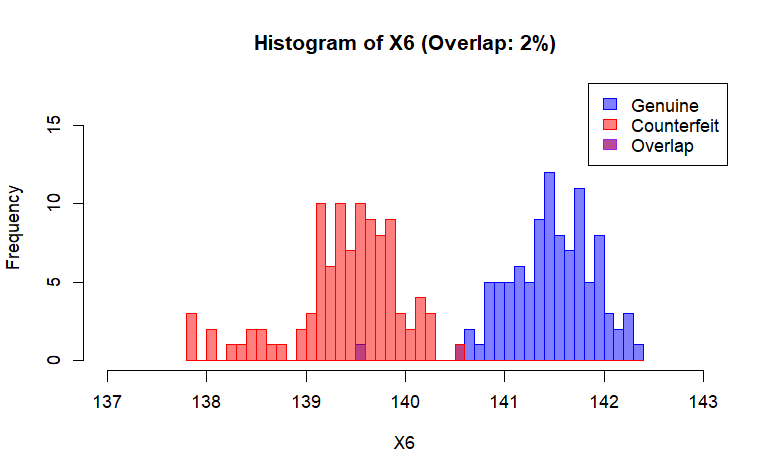 Histogram of X6 (Overlap: 2%)
Genuine
Counterfeit
Overlap
Frequency
15
10
5
0
137 138 139 140 141 142 143
X6